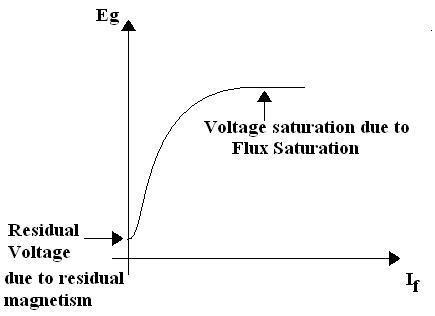 Eg
Voltage saturation due to
Flux Saturation
Residual
Voltage
due to residual
magnetism
If